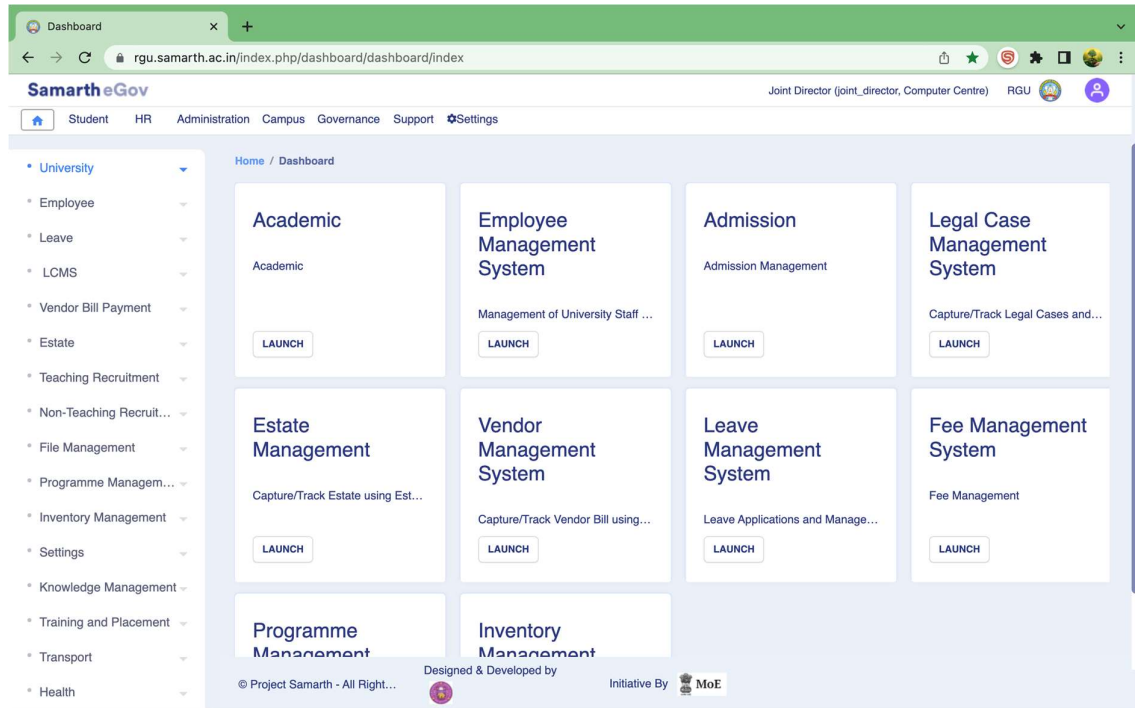 Dashboard
rgu.samarth.ac.in/index.php/dashboard/dashboard/index
Samarth eGov
Joint Director (joint_director, Computer Centre) RGU
Student HR Administration Campus Governance Support Settings
University
Employee
Leave
LCMS
Vendor Bill Payment
Estate
Teaching Recruitment
Non-Teaching Recruit...
File Management
Programme Managem...
Inventory Management
Settings
Knowledge Management
Training and Placement
Transport
Health
Home / Dashboard
Academic
Academic
LAUNCH
Employee
Management
System
Management of University Staff ...
LAUNCH
Admission
Admission Management
LAUNCH
Legal Case
Management
System
Capture/Track Legal Cases and...
LAUNCH
Estate
Management
Capture/Track Estate using Est...
LAUNCH
Vendor
Management
System
Capture/Track Vendor Bill using...
LAUNCH
Leave
Management
System
Leave Applications and Manage...
LAUNCH
Fee Management
System
Fee Management
LAUNCH
Programme
Management
Inventory
Management
© Project Samarth - All Right...
Designed & Developed by
Initiative By
MoE